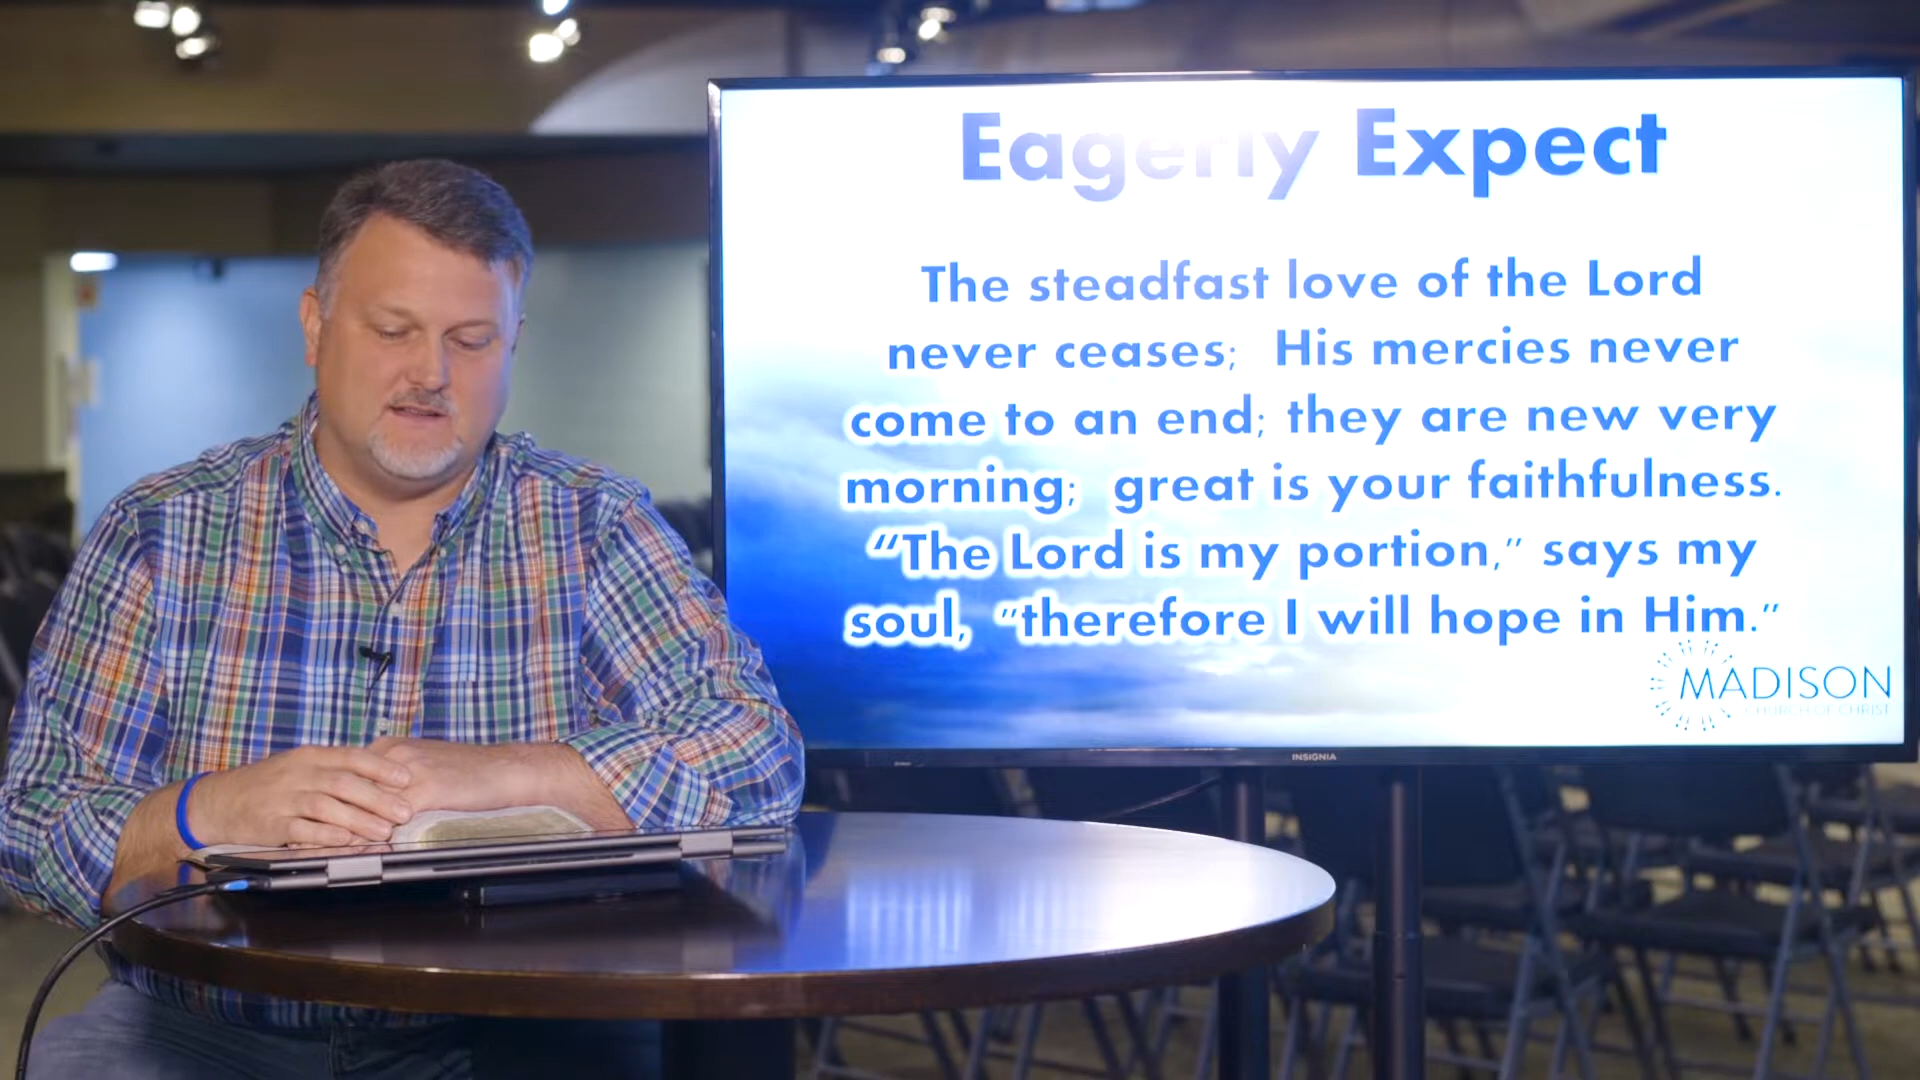 Eagerly Expect
The steadfast love of the Lord
never ceases; His mercies never
come to an end; they are new very
morning; great is your faithfulness.
“The Lord is my portion,” says my
soul, ”therefore I will hope in Him.”
MADISON
CHURCH OF CHRIST
INSIGNIA